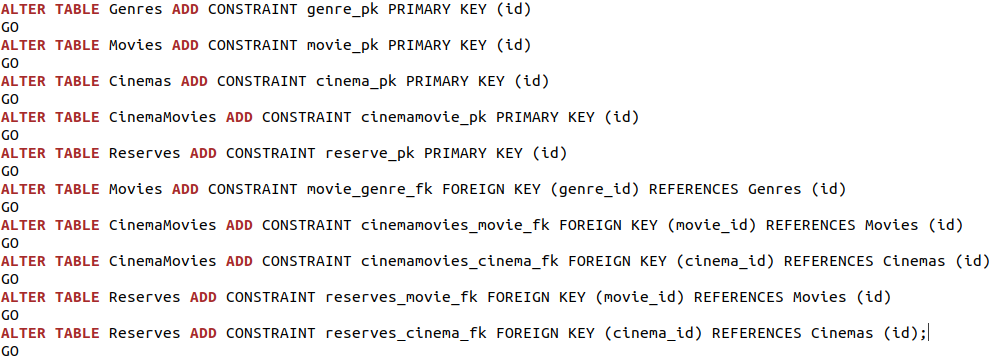 ALTER TABLE Genres ADD CONSTRAINT genre_pk PRIMARY KEY (id)
GO
ALTER TABLE Movies ADD CONSTRAINT movie_pk PRIMARY KEY (id)
GO
ALTER TABLE Cinemas ADD CONSTRAINT cinema_pk PRIMARY KEY (id)
GO
ALTER TABLE CinemaMovies ADD CONSTRAINT cinemamovie_pk PRIMARY KEY (id)
GO
ALTER TABLE Reserves ADD CONSTRAINT reserve_pk PRIMARY KEY (id)
GO
ALTER TABLE Movies ADD CONSTRAINT movie_genre_fk FOREIGN KEY (genre_id) REFERENCES Genres (id)
GO
ALTER TABLE CinemaMovies ADD CONSTRAINT cinemamovies_movie_fk FOREIGN KEY (movie_id) REFERENCES Movies (id)
GO
ALTER TABLE CinemaMovies ADD CONSTRAINT cinemamovies_cinema_fk FOREIGN KEY (cinema_id) REFERENCES Cinemas (id)
GO
ALTER TABLE Reserves ADD CONSTRAINT reserves_movie_fk FOREIGN KEY (movie_id) REFERENCES Movies (id)
GO
ALTER TABLE Reserves ADD CONSTRAINT reserves_cinema_fk FOREIGN KEY (cinema_id) REFERENCES Cinemas (id);
GO